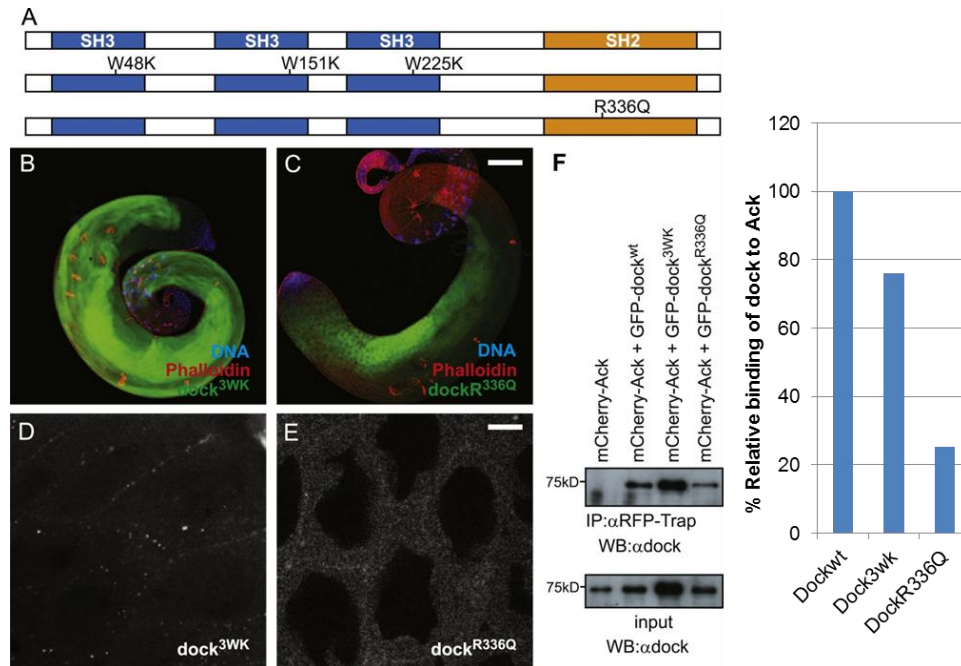 A
SH3 SH3 SH3 SH2
W48K W151K W225K
R336Q
B
DNA
Phalloidin
dock3WK
C
DNA
Phalloidin
dockR336Q
D
dock3WK
E
dockR336Q
F
mCherry-Ack
mCherry-Ack + GFP-dockwt
mCherry-Ack + GFP-dock3WK
mCherry-Ack + GFP-dockR336Q
75kD
IP:αRFP-Trap
WB:αdock
75kD
input
WB:αdock
% Relative binding of dock to Ack
120
100
80
60
40
20
0
Dockwt
Dock3wk
DockR336Q